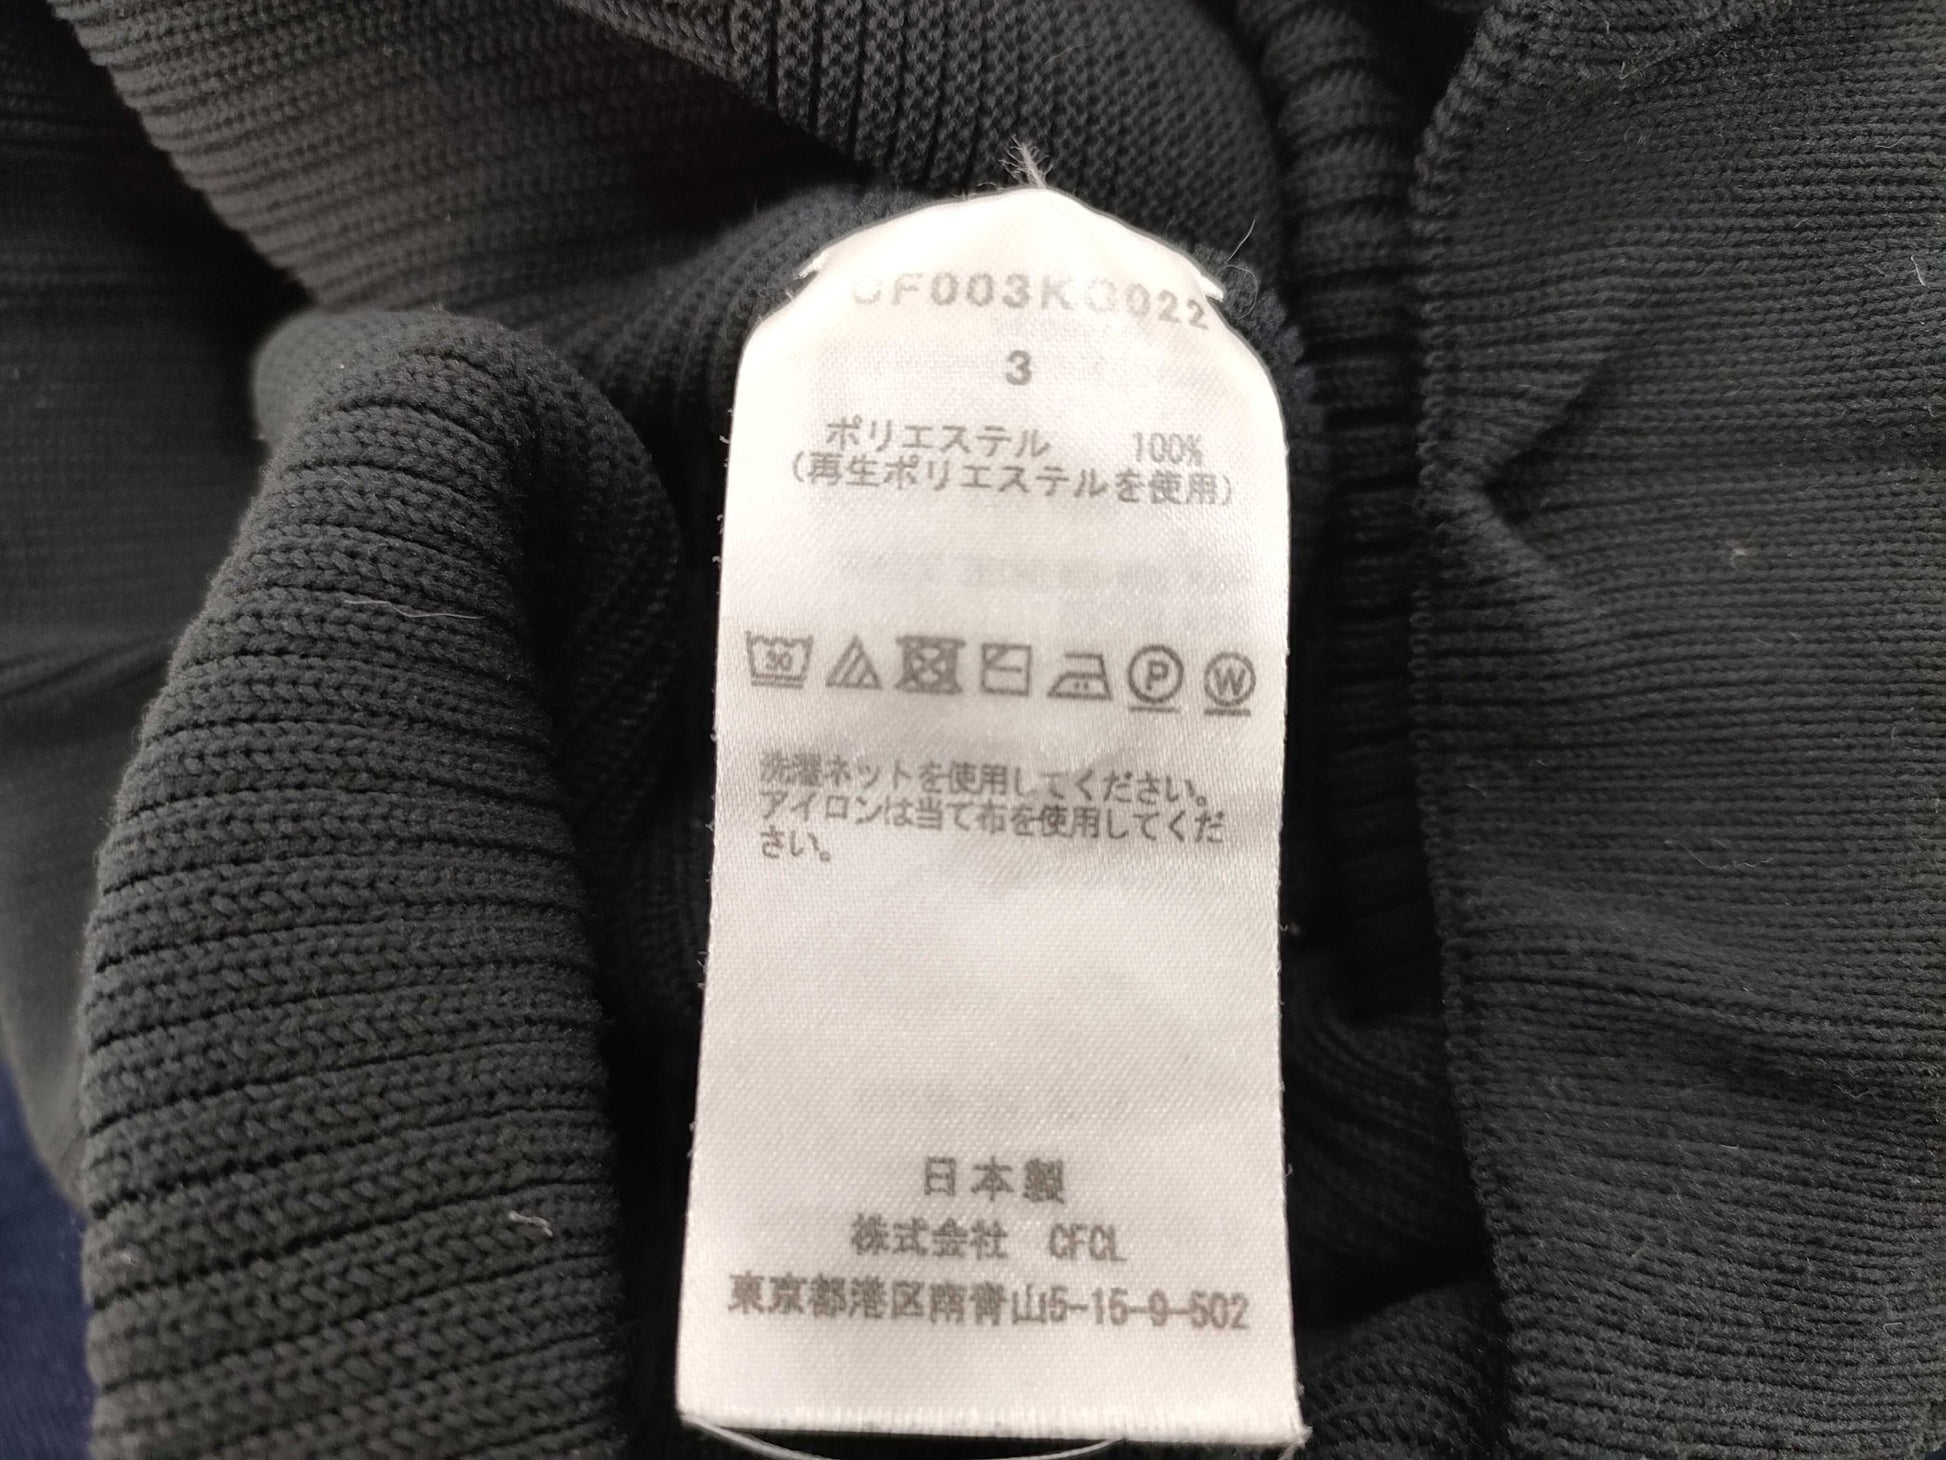 CF003KG022
3
ポリエステル 100%
(再生ポリエステルを使用)
30
P W
洗濯ネットを使用してください。
アイロンは当て布を使用してくだ
さい。
日本製
株式会社 CFCL
東京都港区南青山5-15-9-502